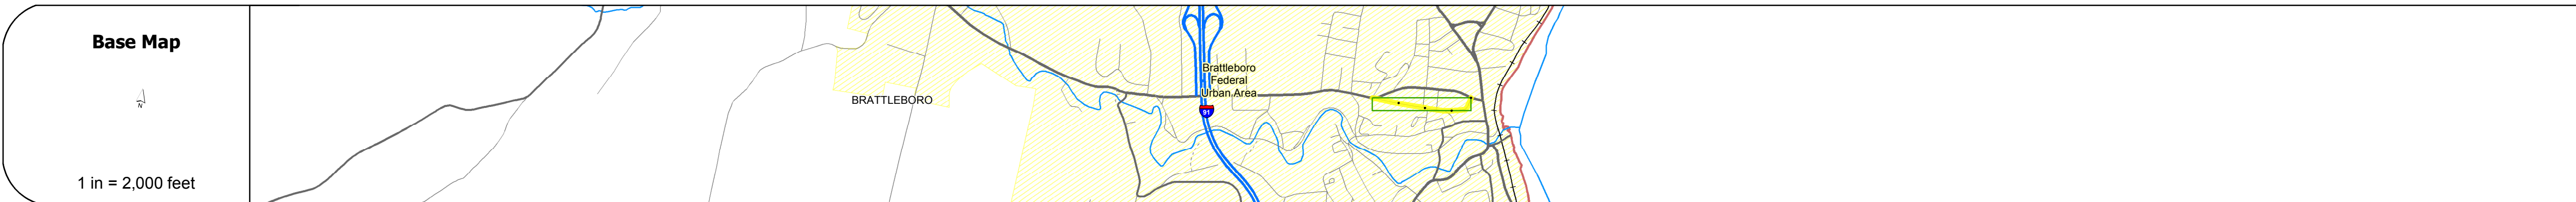 Base Map
N
1 in = 2,000 feet
BRATTLEBORO
Brattleboro
Federal
Urban Area
91